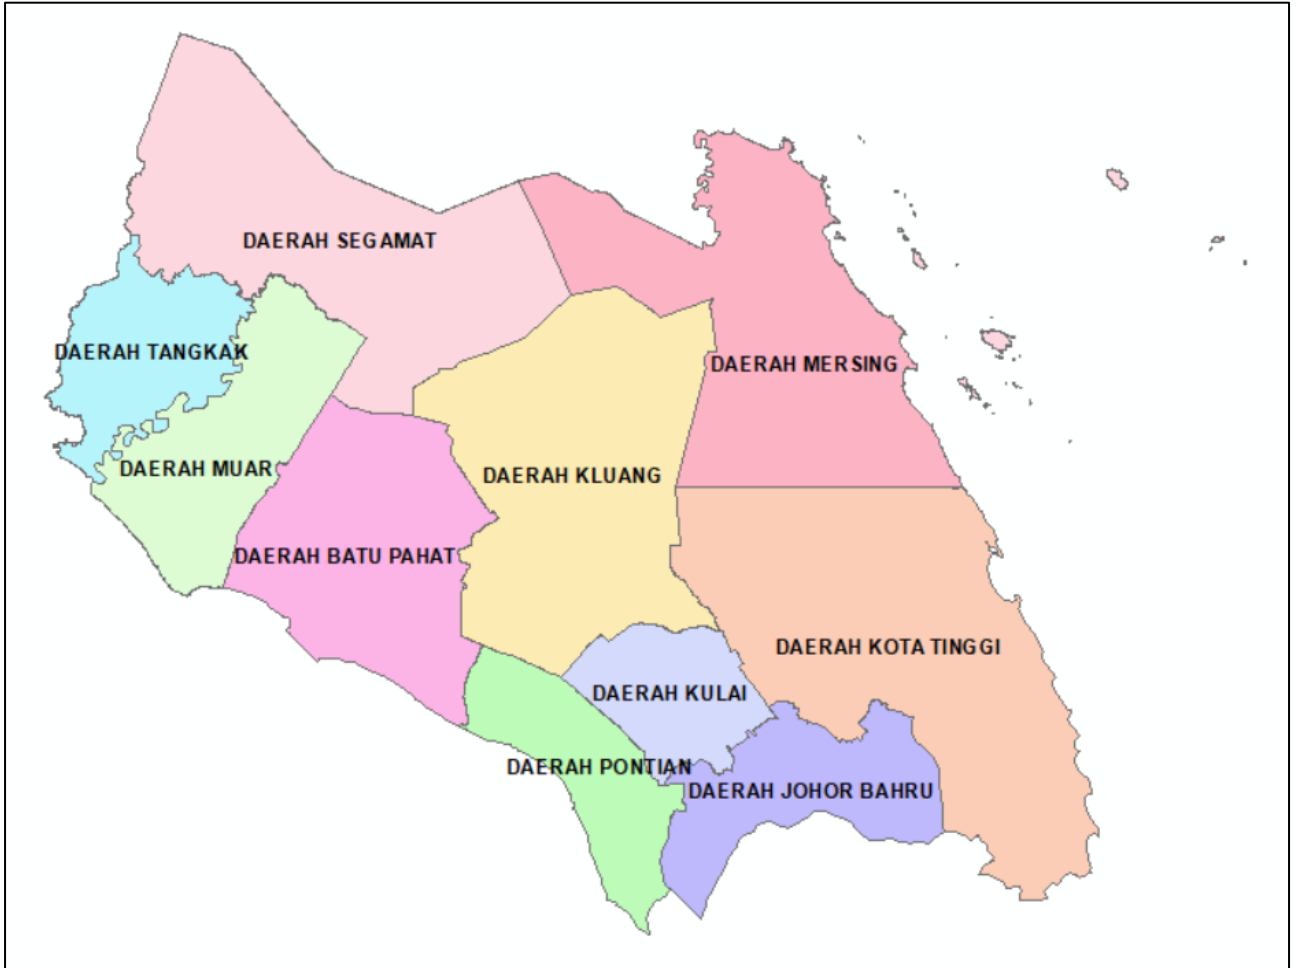 DAERAH SEGAMAT
DAERAH TANGKAK
DAERAH MERSING
DAERAH MUAR
DAERAH KLUANG
DAERAH BATU PAHAT
DAERAH KOTA TINGGI
DAERAH KULAI
DAERAH PONTIAN
DAERAH JOHOR BAHRU